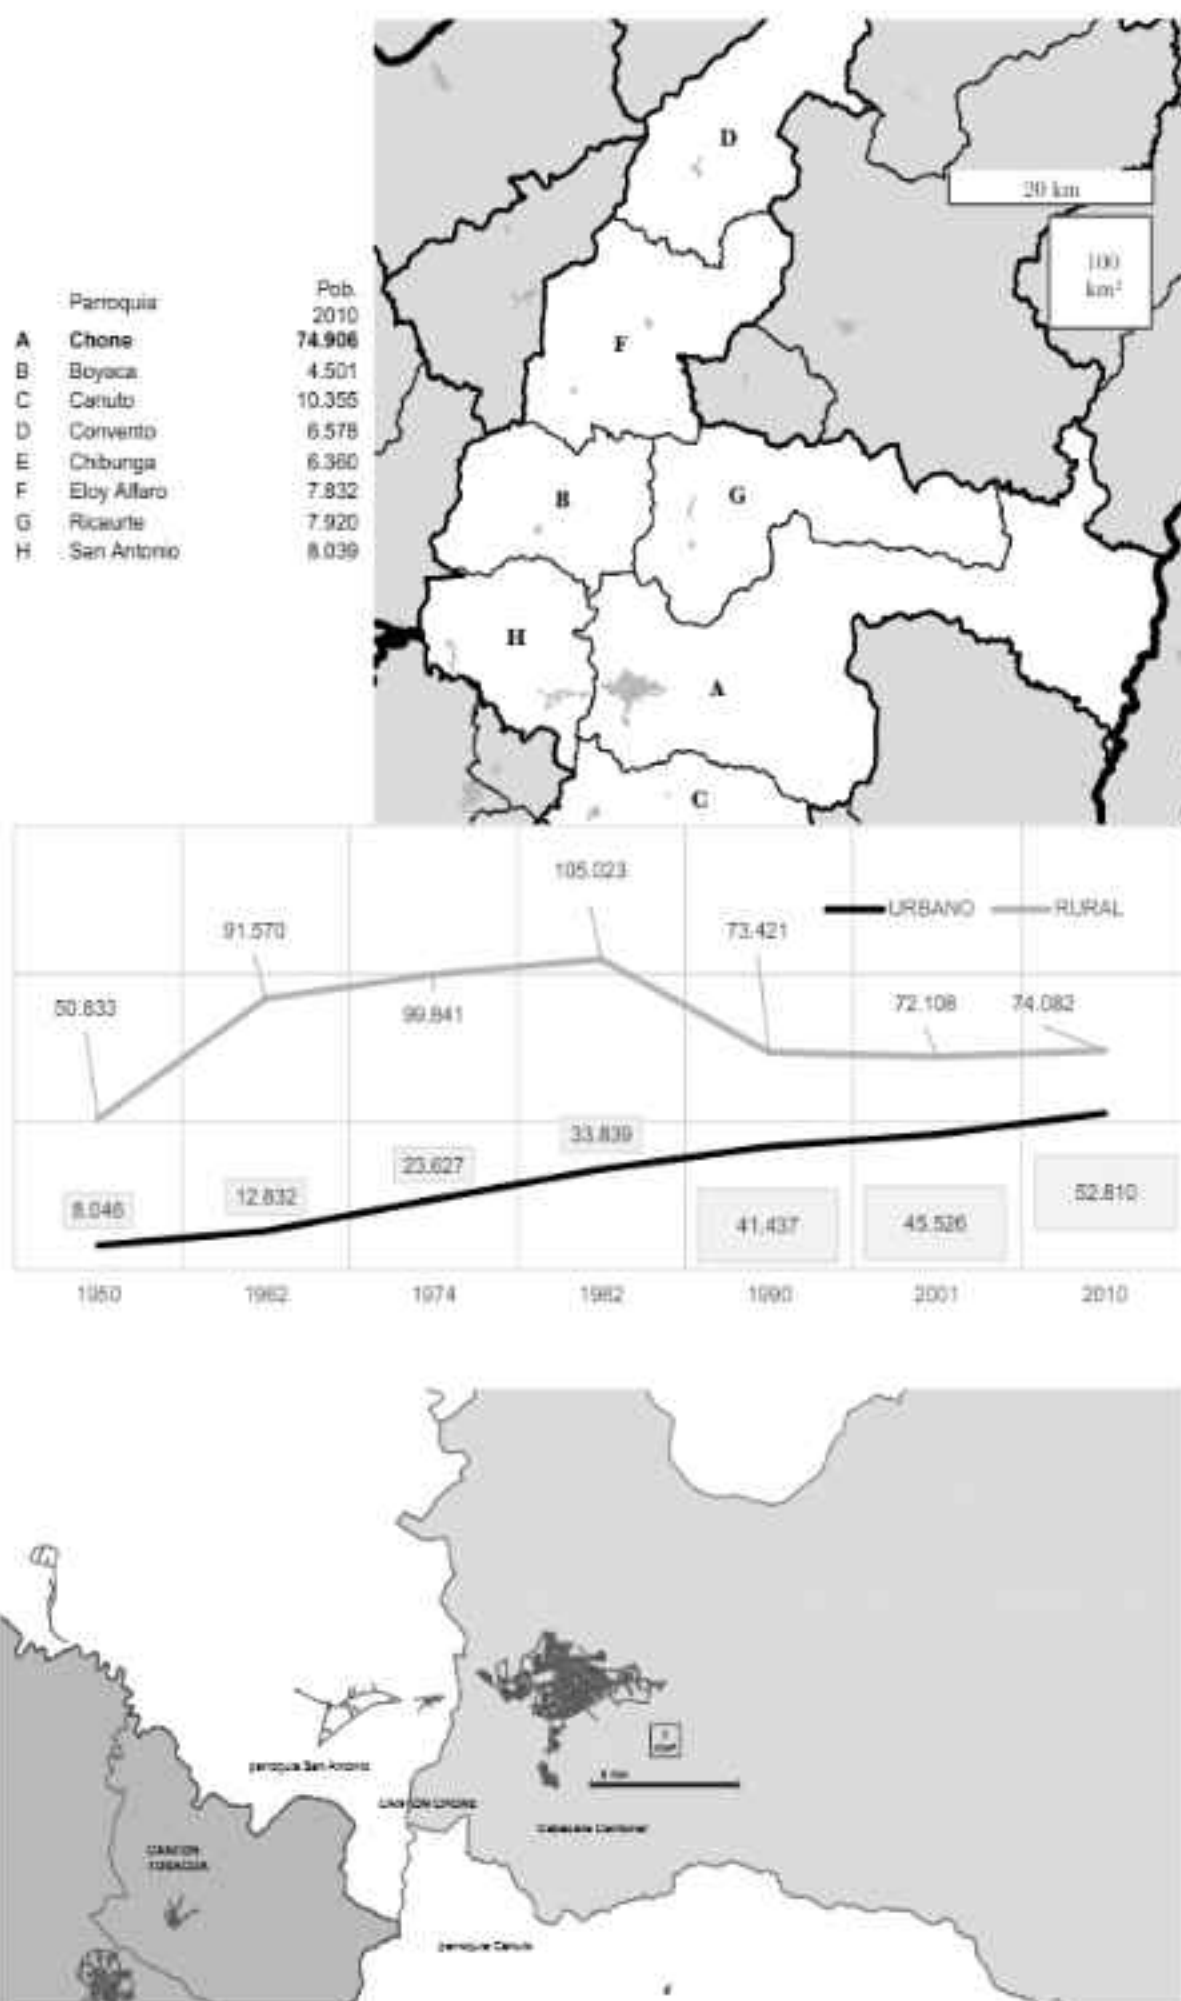 Parroquia Pob. 2010
A Chone 74.906
B Boyaca 4.501
C Canuto 10.355
D Convento 6.578
E Chibunga 6.360
F Eloy Alfaro 7.832
G Ricaurte 7.920
H San Antonio 8.039
D
20 km
100
km²
F
B
G
H
A
C
105.023
URBANO RURAL
91.570
73.421
50.833
99.841
72.108
74.082
33.839
23.627
12.832
8.046
41.437
45.526
52.810
1950 1962 1974 1982 1990 2001 2010
parroquia San Antonio
CANTON CHONE
Cabecera Cantonal
CANTON
TOSAGUA
parroquia Canuto